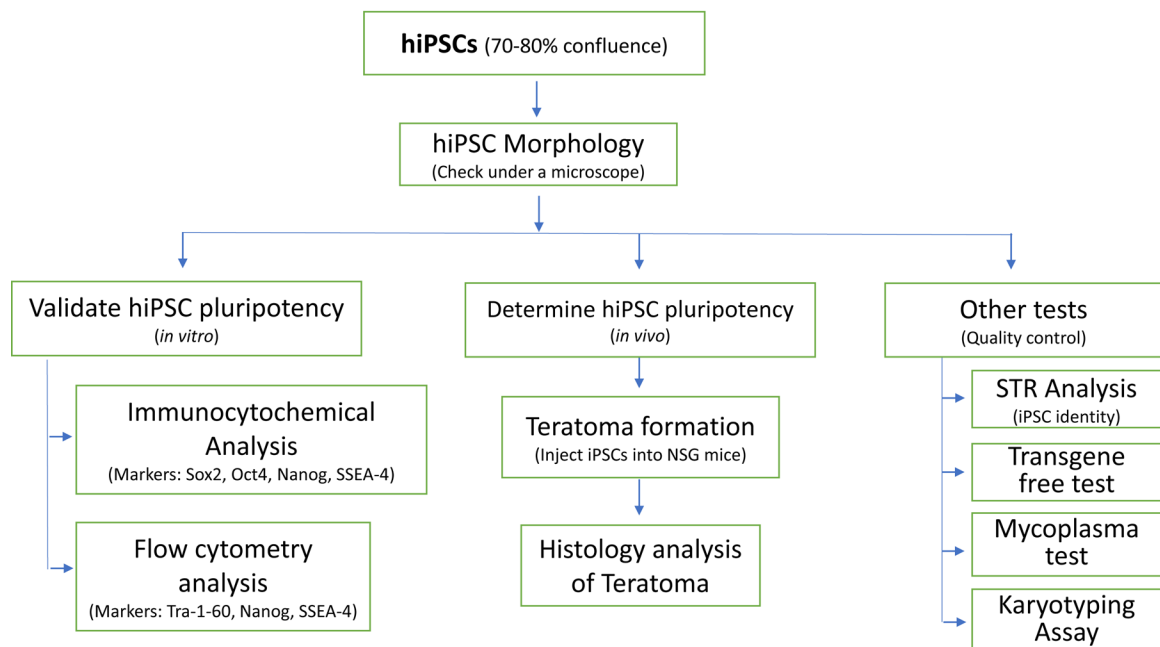 hiPSCs (70-80% confluence)
hiPSC Morphology
(Check under a microscope)
Validate hiPSC pluripotency
(in vitro)
Immunocytochemical
Analysis
(Markers: Sox2, Oct4, Nanog, SSEA-4)
Flow cytometry
analysis
(Markers: Tra-1-60, Nanog, SSEA-4)
Determine hiPSC pluripotency
(in vivo)
Teratoma formation
(Inject iPSCs into NSG mice)
Histology analysis
of Teratoma
Other tests
(Quality control)
STR Analysis
(iPSC identity)
Transgene
free test
Mycoplasma
test
Karyotyping
Assay